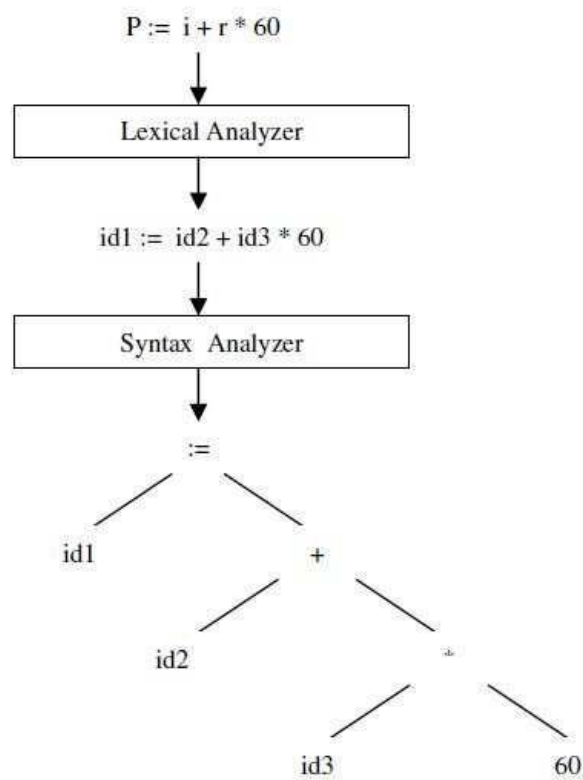 P := i + r * 60
Lexical Analyzer
id1 := id2 + id3 * 60
Syntax Analyzer
:=
id1 +
id2 *
id3 60